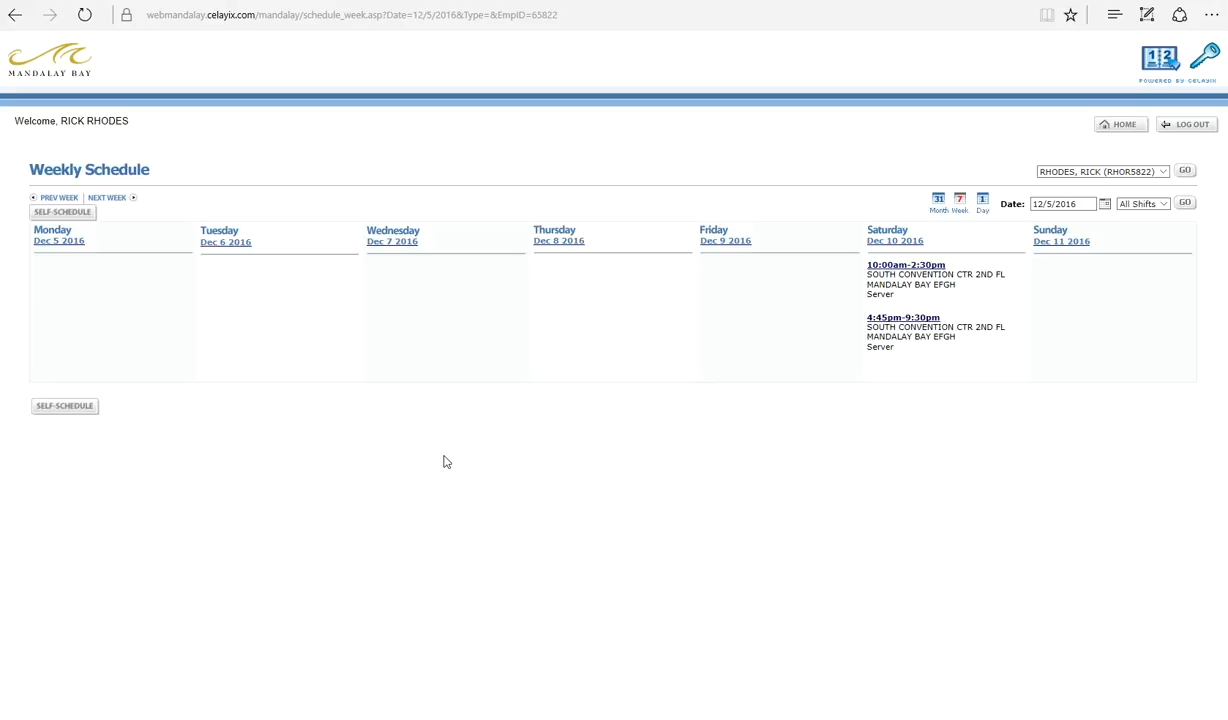 webmandalay.celayix.com/mandalay/schedule_week.asp?Date=12/5/2016&Type=&EmpID=65822
MANDALAY BAY
1 2
POWERED BY CELAYIX
Welcome, RICK RHODES
HOME
LOG OUT
Weekly Schedule
RHODES, RICK (RHOR5822)
GO
PREV WEEK | NEXT WEEK
31 7 1
Month Week Day
Date: 12/5/2016
All Shifts
GO
SELF-SCHEDULE
Monday
Dec 5 2016
Tuesday
Dec 6 2016
Wednesday
Dec 7 2016
Thursday
Dec 8 2016
Friday
Dec 9 2016
Saturday
Dec 10 2016
10:00am-2:30pm
SOUTH CONVENTION CTR 2ND FL
MANDALAY BAY EFGH
Server
4:45pm-9:30pm
SOUTH CONVENTION CTR 2ND FL
MANDALAY BAY EFGH
Server
Sunday
Dec 11 2016
SELF-SCHEDULE